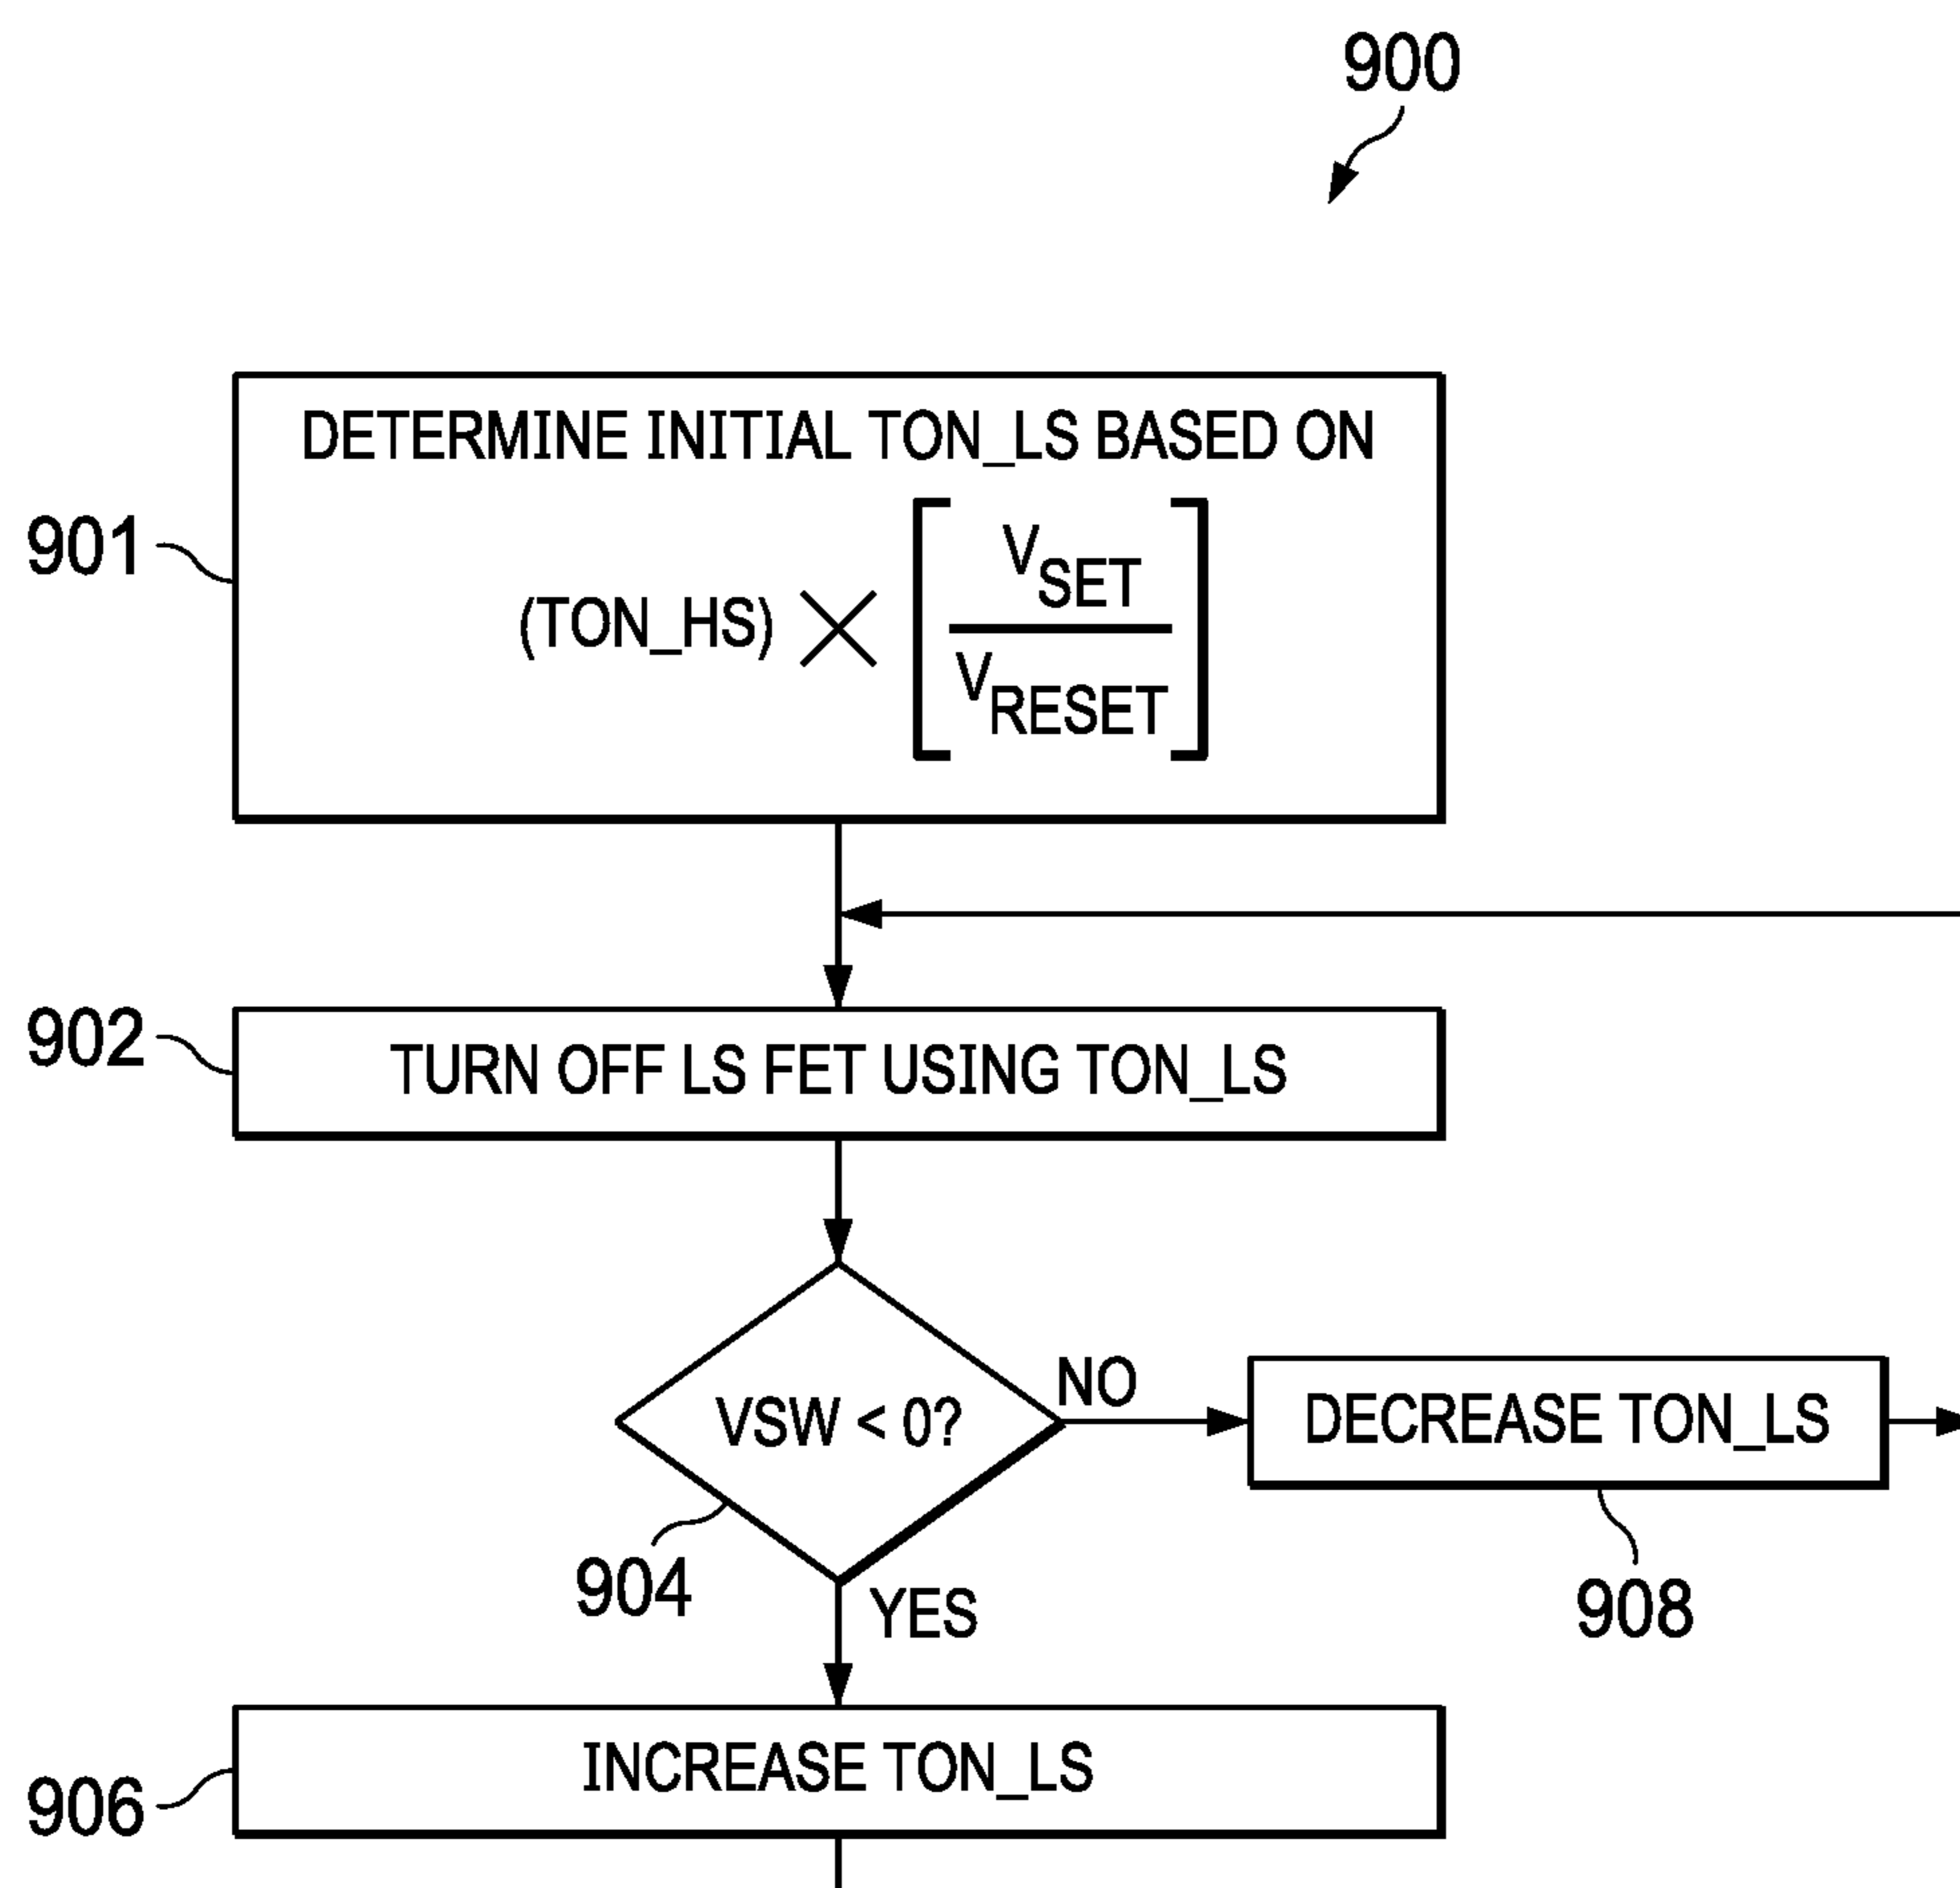 900
DETERMINE INITIAL TON_LS BASED ON
901
(TON_HS) × [VSET / VRESET]
902
TURN OFF LS FET USING TON_LS
VSW < 0?
NO
DECREASE TON_LS
904
YES
908
INCREASE TON_LS
906